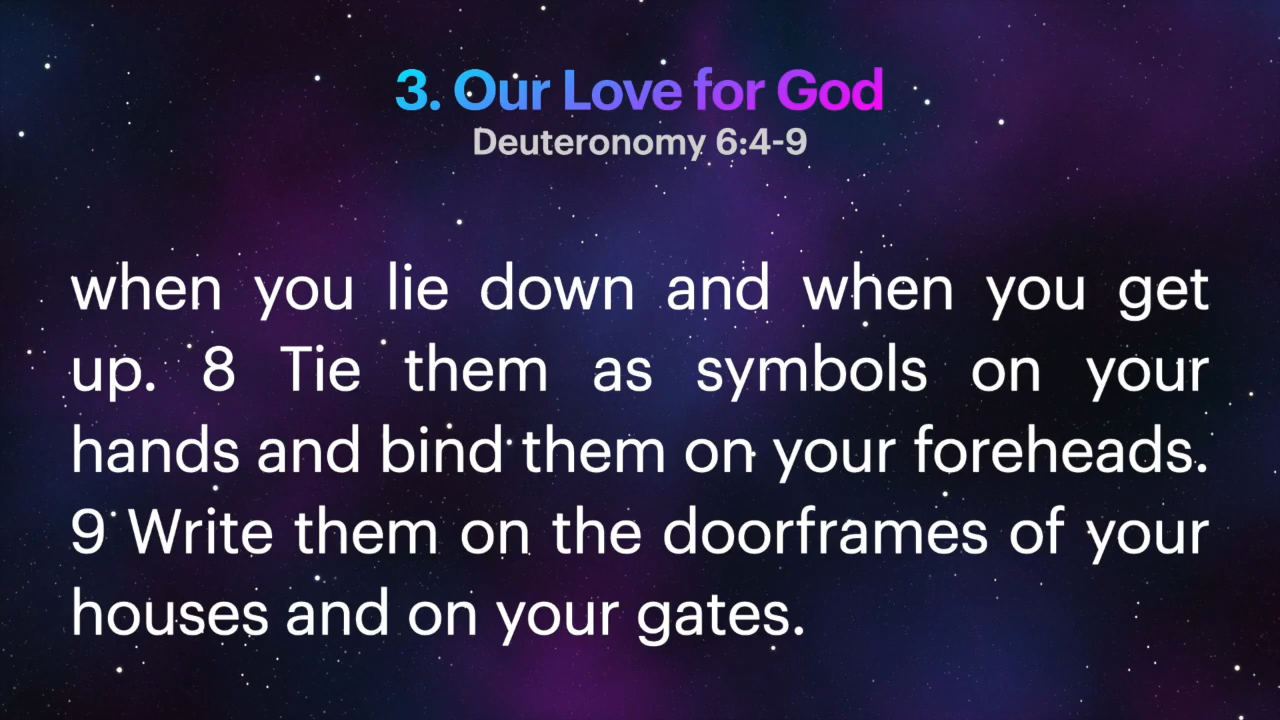 3. Our Love for God
Deuteronomy 6:4-9
when you lie down and when you get
up. 8 Tie them as symbols on your
hands and bind them on your foreheads.
9 Write them on the doorframes of your
houses and on your gates.